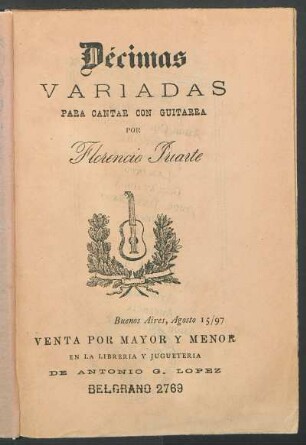 Décimas
VARIADAS
PARA CANTAR CON GUITARRA
POR
Florencio Iriarte
Buenos Aires, Agosto 15/97
VENTA POR MAYOR Y MENOR
EN LA LIBRERIA Y JUGUETERIA
DE ANTONIO G. LOPEZ
BELGRANO 2769